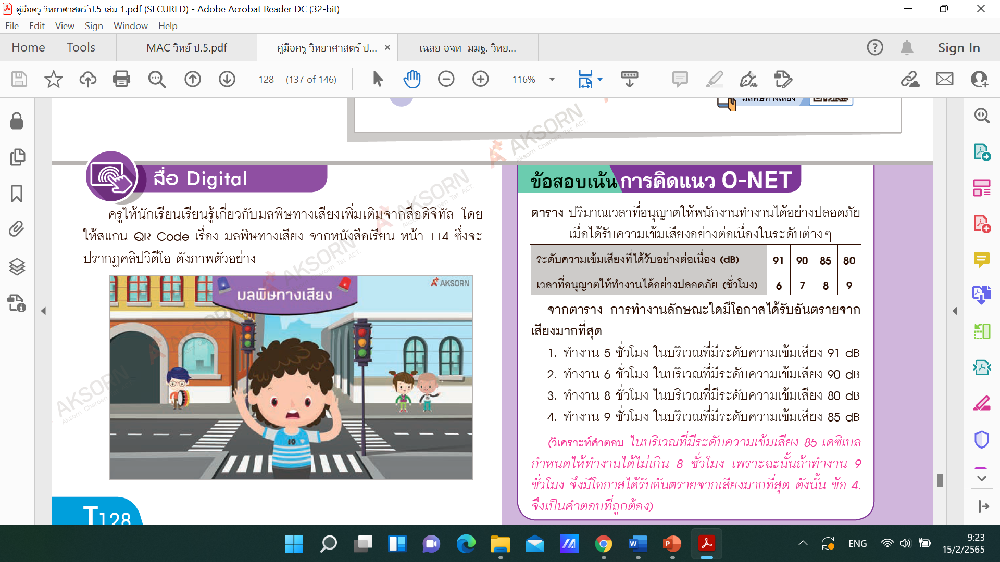 คู่มือครู วิทยาศาสตร์ ป.5 เล่ม 1.pdf (SECURED) - Adobe Acrobat Reader DC (32-bit)
File Edit View Sign Window Help
Home Tools MAC วิทย์ ป.5.pdf คู่มือครู วิทยาศาสตร์ ป... เฉลย อจท มมฐ. วิทย... Sign In
128 (137 of 146) 116%
มลพิษทางเสียง
สื่อ Digital
ครูให้นักเรียนเรียนรู้เกี่ยวกับมลพิษทางเสียงเพิ่มเติมจากสื่อดิจิทัล โดย
ให้สแกน QR Code เรื่อง มลพิษทางเสียง จากหนังสือเรียน หน้า 114 ซึ่งจะ
ปรากฏคลิปวิดีโอ ดังภาพตัวอย่าง
AKSORN
มลพิษทางเสียง
10
T128
ข้อสอบเน้นการคิดแนว O-NET
ตาราง ปริมาณเวลาที่อนุญาตให้พนักงานทำงานได้อย่างปลอดภัย
เมื่อได้รับความเข้มเสียงอย่างต่อเนื่องในระดับต่างๆ
ระดับความเข้มเสียงที่ได้รับอย่างต่อเนื่อง (dB) 91 90 85 80
เวลาที่อนุญาตให้ทำงานได้อย่างปลอดภัย (ชั่วโมง) 6 7 8 9
จากตาราง การทำงานลักษณะใดมีโอกาสได้รับอันตรายจาก
เสียงมากที่สุด
1. ทำงาน 5 ชั่วโมง ในบริเวณที่มีระดับความเข้มเสียง 91 dB
2. ทำงาน 6 ชั่วโมง ในบริเวณที่มีระดับความเข้มเสียง 90 dB
3. ทำงาน 8 ชั่วโมง ในบริเวณที่มีระดับความเข้มเสียง 80 dB
4. ทำงาน 9 ชั่วโมง ในบริเวณที่มีระดับความเข้มเสียง 85 dB
(วิเคราะห์คำตอบ ในบริเวณที่มีระดับความเข้มเสียง 85 เดซิเบล
กำหนดให้ทำงานได้ไม่เกิน 8 ชั่วโมง เพราะฉะนั้นถ้าทำงาน 9
ชั่วโมง จึงมีโอกาสได้รับอันตรายจากเสียงมากที่สุด ดังนั้น ข้อ 4.
จึงเป็นคำตอบที่ถูกต้อง)
AKSORN
Aksorn Charoen Tat ACT.
AKSORN
Aksorn Charoen Tat ACT.
AKSORN
Aksorn Charoen Tat ACT.
AKSORN
AKSORN
Aksorn Charoen Tat ACT.
ENG
9:23
15/2/2565